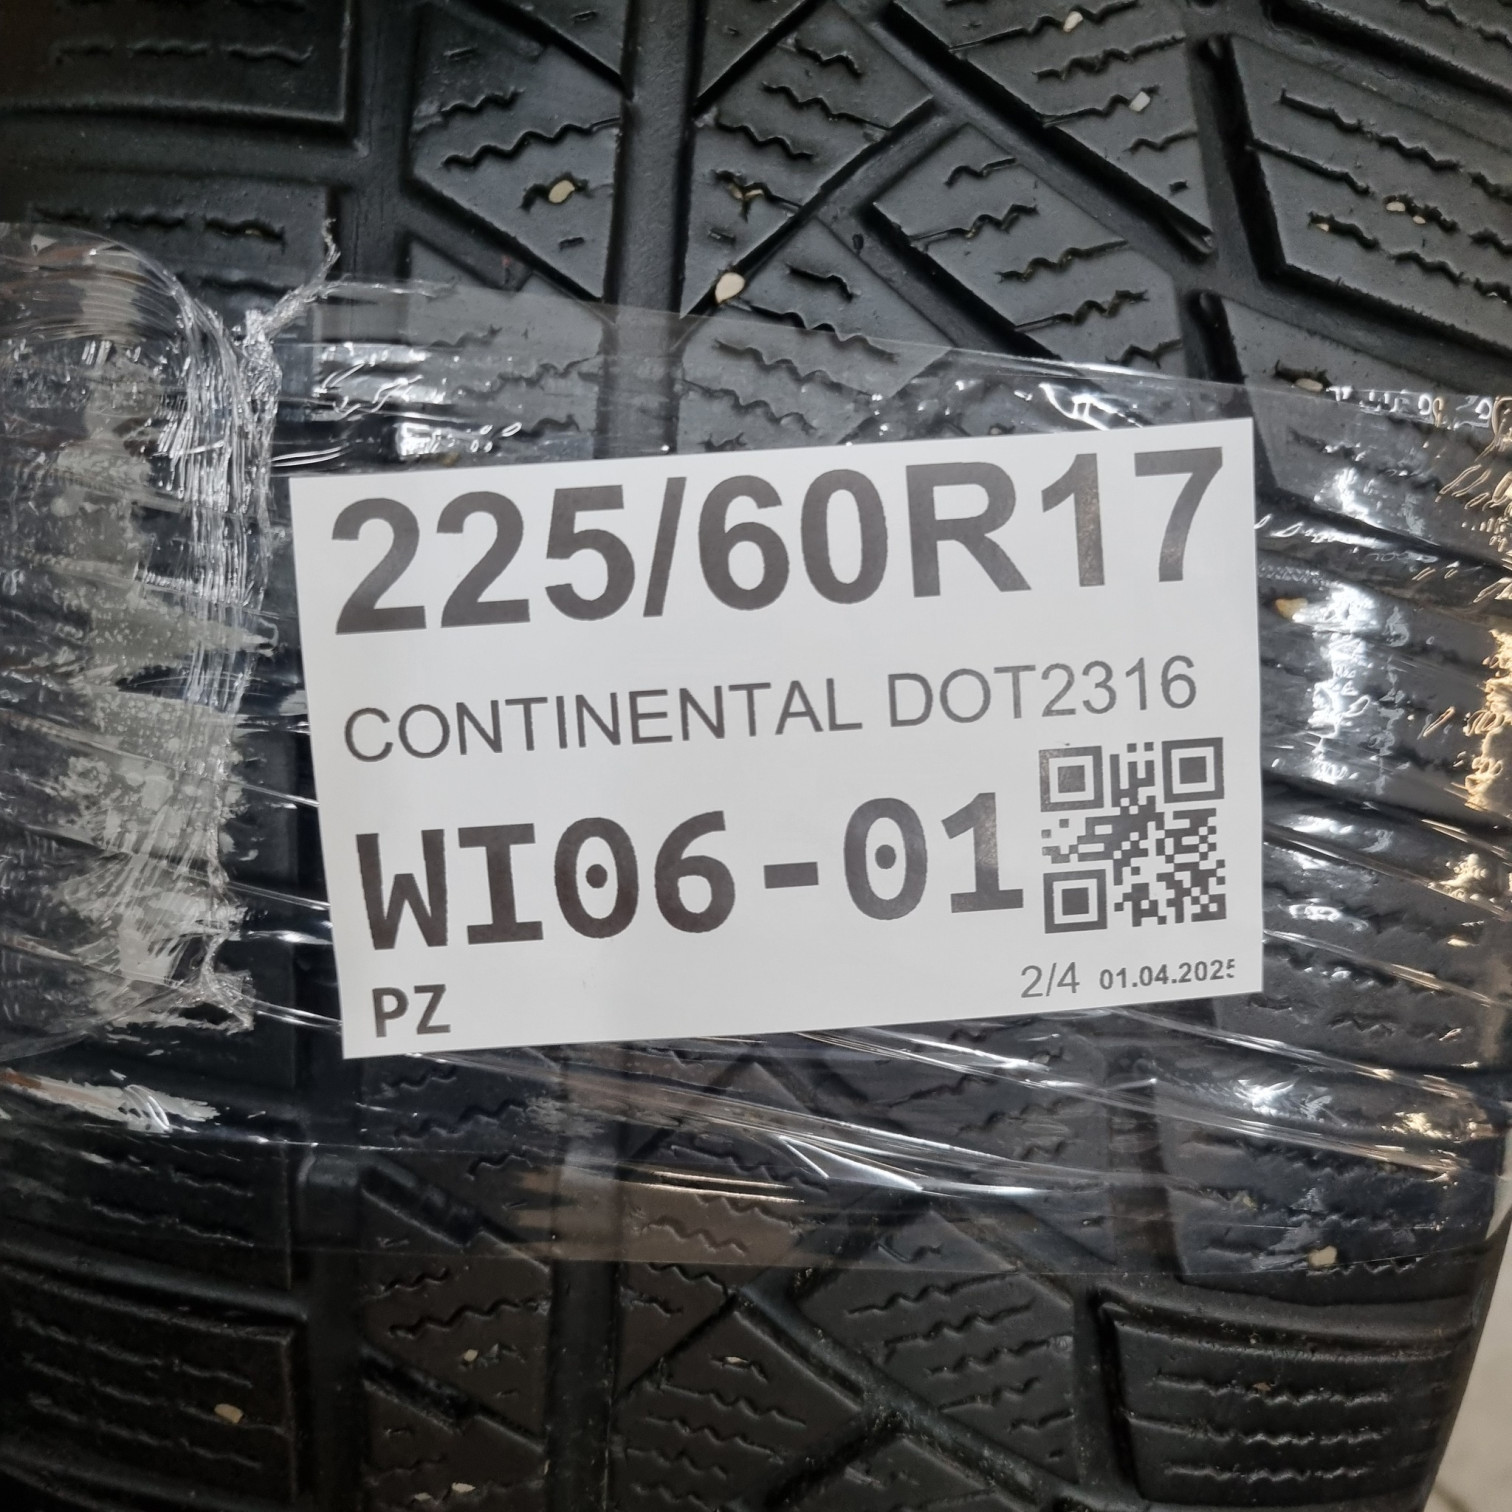 225/60R17
CONTINENTAL DOT2316
WI06-01
PZ
2/4 01.04.2025